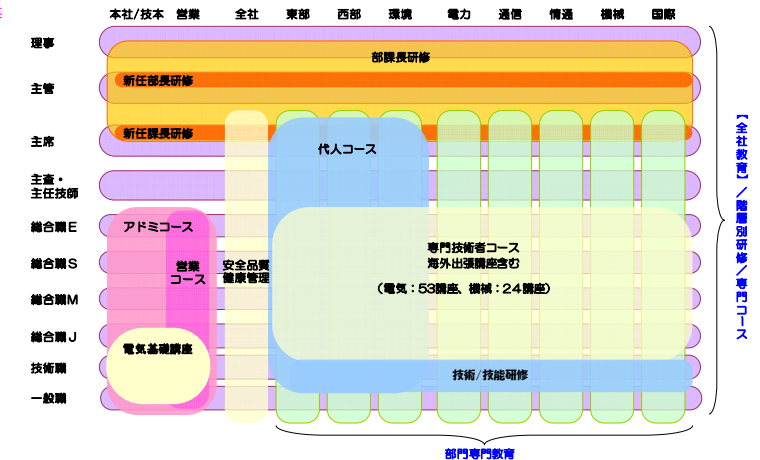 本社/技本 営業 全社 東部 西部 環境 電力 通信 情通 機械 国際
理事
部課長研修
新任部長研修
主管
新任課長研修
主席
代人コース
主査・
主任技師
【全社教育】／階層別研修／専門コース
総合職Ｅ
アドミコース
専門技術者コース
海外出張講座含む
営業
コース
安全品質
健康管理
総合職Ｓ
（電気：５３講座、機械：２４講座）
総合職Ｍ
総合職Ｊ
電気基礎講座
技術職
技術/技能研修
一般職
部門専門教育